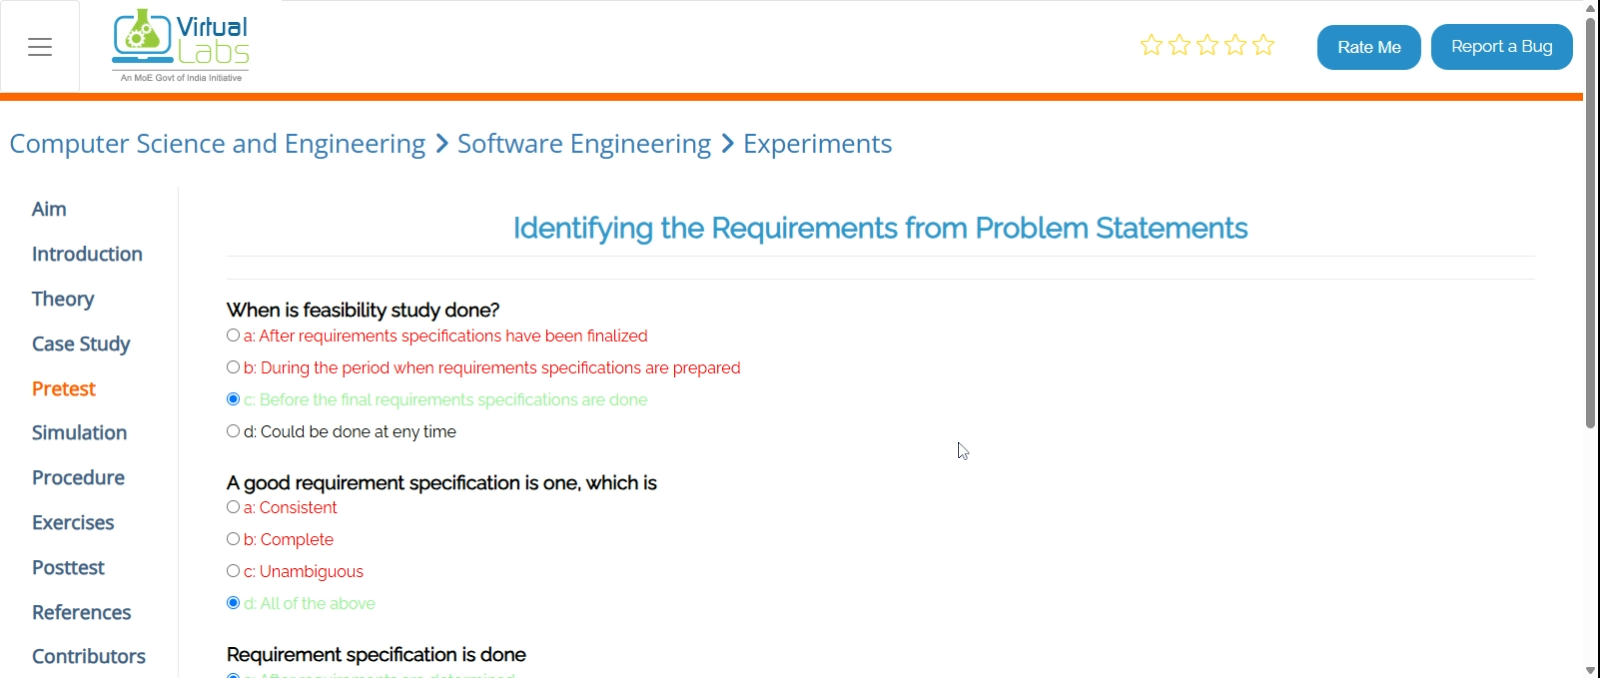 Virtual
Labs
An MoE Govt of India Initiative
Rate Me
Report a Bug
Computer Science and Engineering > Software Engineering > Experiments
Aim
Introduction
Theory
Case Study
Pretest
Simulation
Procedure
Exercises
Posttest
References
Contributors
Identifying the Requirements from Problem Statements
When is feasibility study done?
a: After requirements specifications have been finalized
b: During the period when requirements specifications are prepared
c: Before the final requirements specifications are done
d: Could be done at eny time
A good requirement specification is one, which is
a: Consistent
b: Complete
c: Unambiguous
d: All of the above
Requirement specification is done
a: After requirements are determined